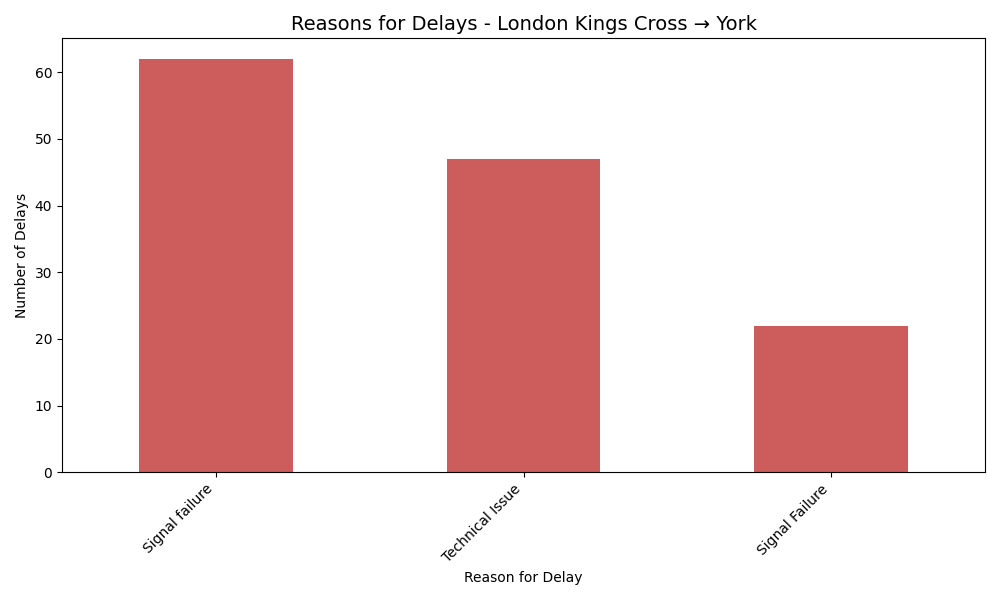 Reasons for Delays - London Kings Cross → York
Number of Delays
60
50
40
30
20
10
0
Signal failure
Technical Issue
Signal Failure
Reason for Delay